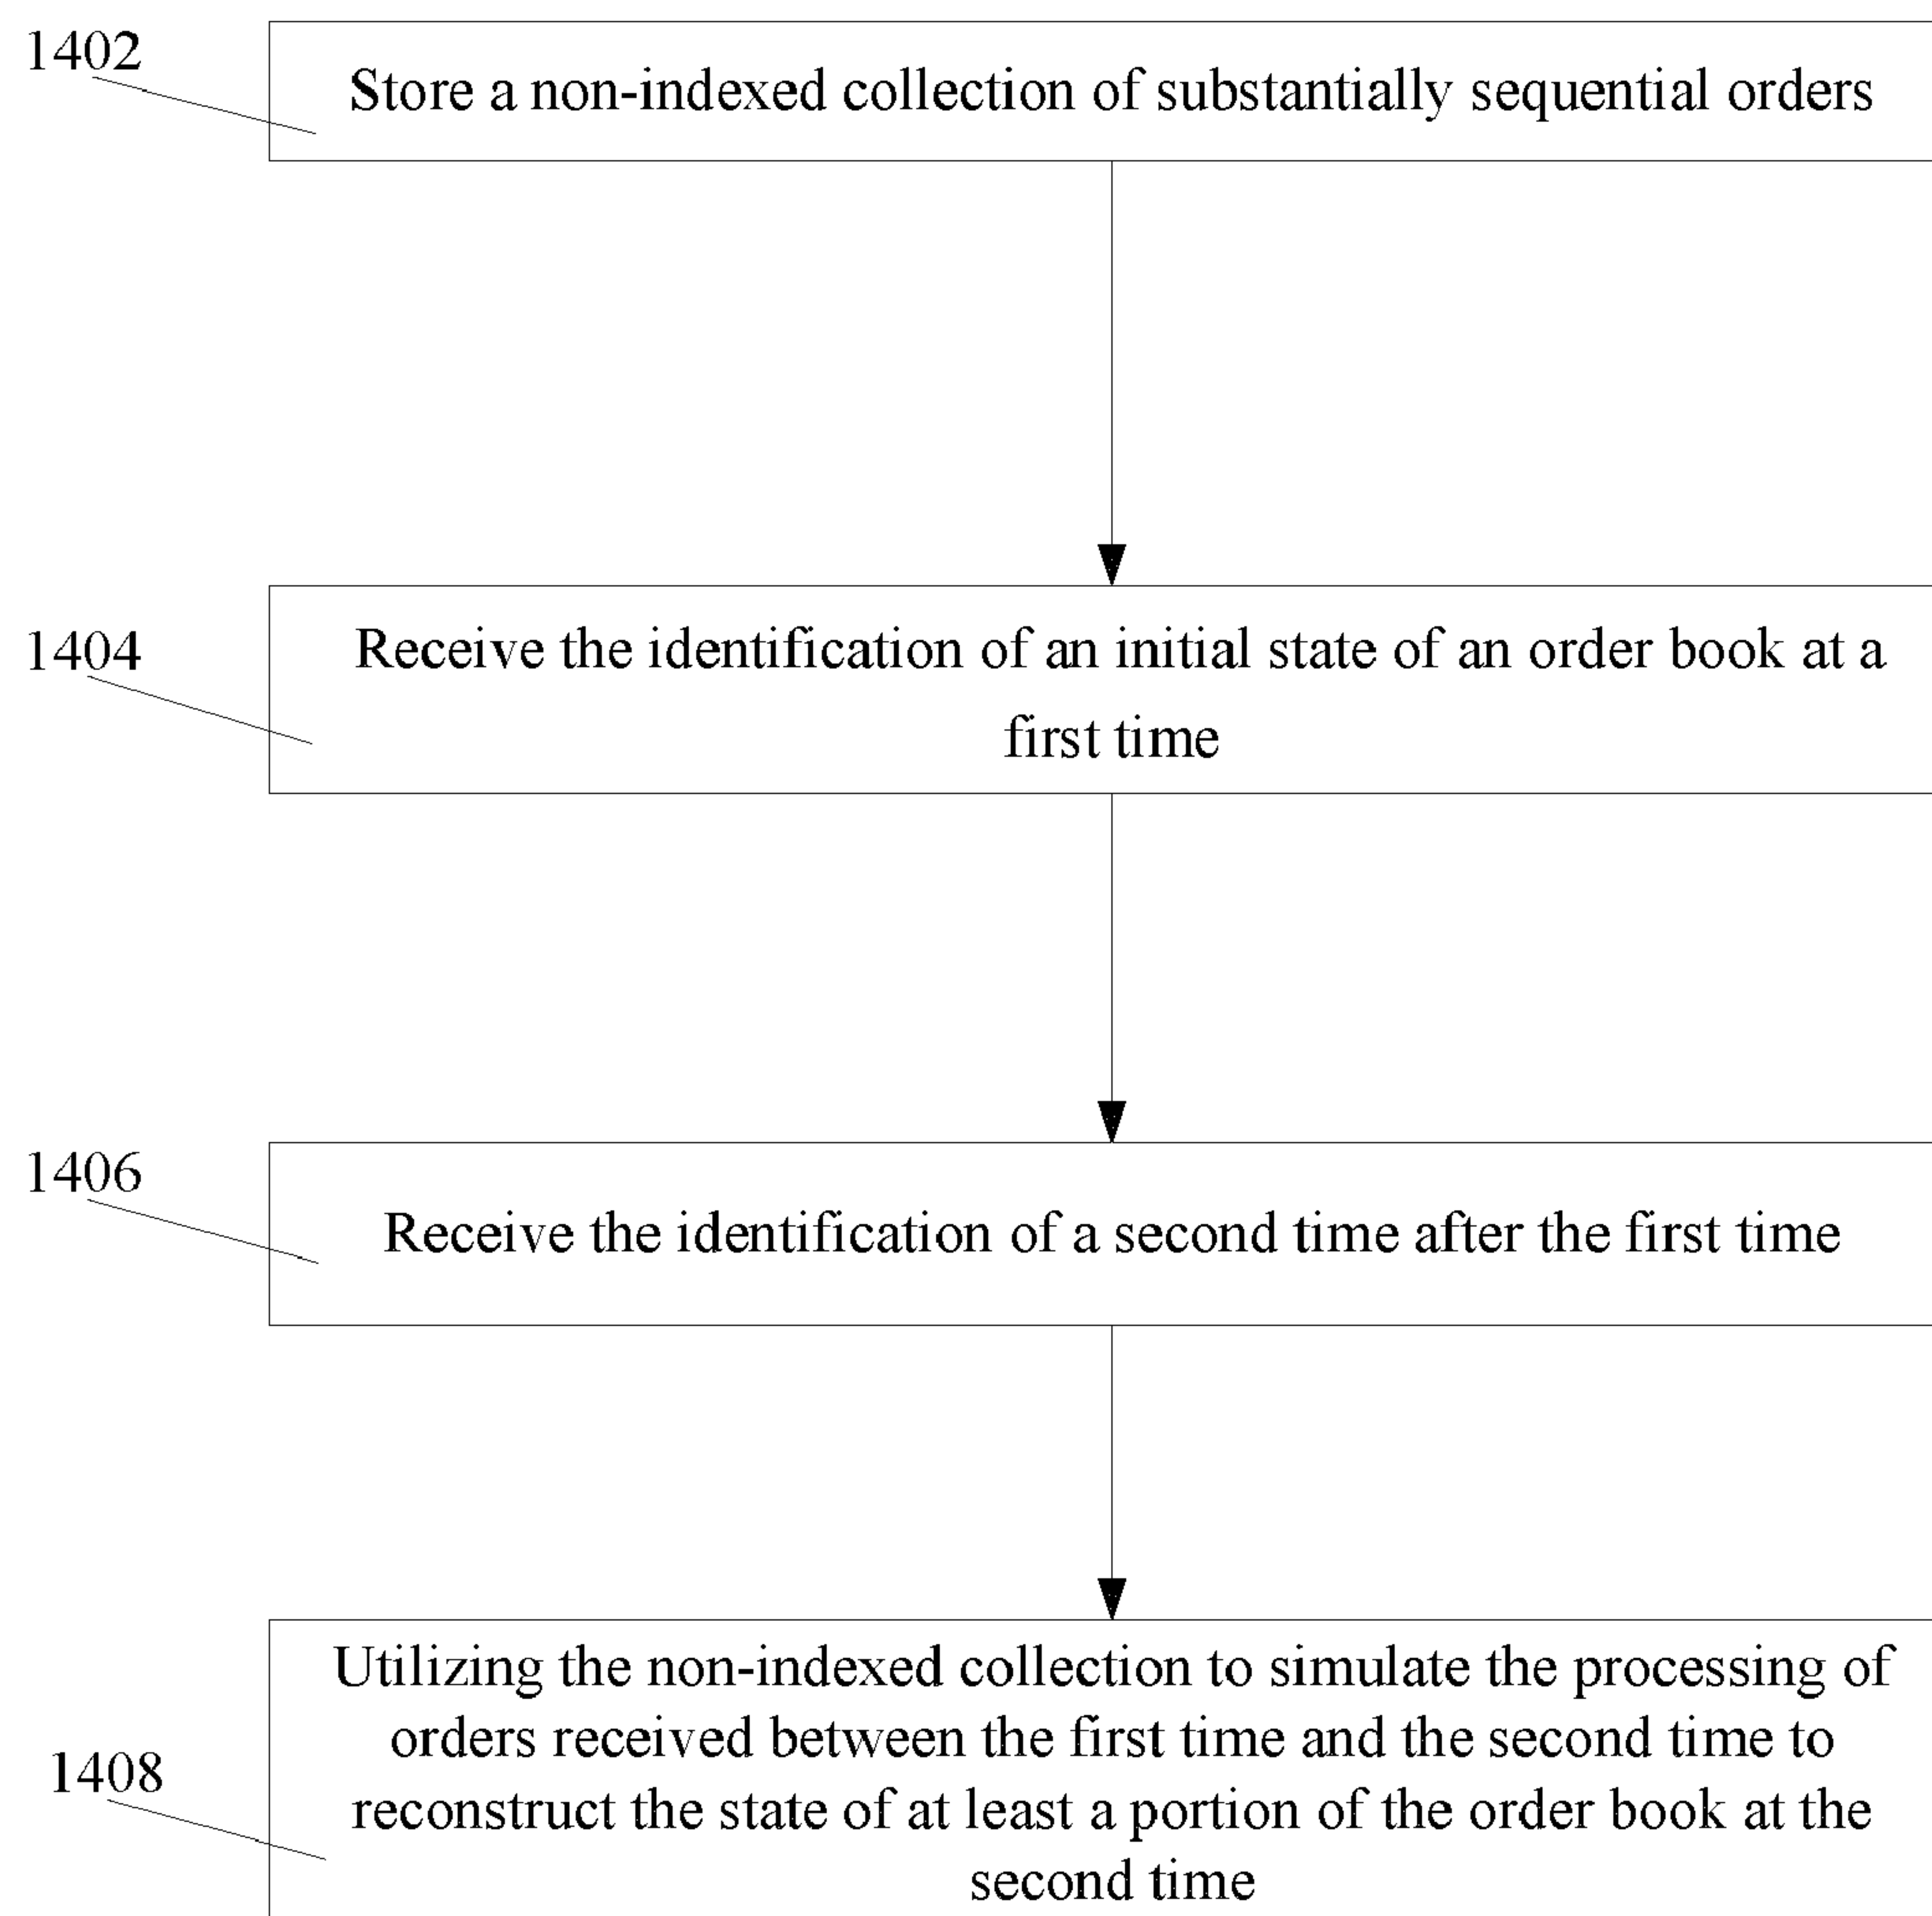 1402
Store a non-indexed collection of substantially sequential orders
1404
Receive the identification of an initial state of an order book at a
first time
1406
Receive the identification of a second time after the first time
Utilizing the non-indexed collection to simulate the processing of
orders received between the first time and the second time to
1408
reconstruct the state of at least a portion of the order book at the
second time